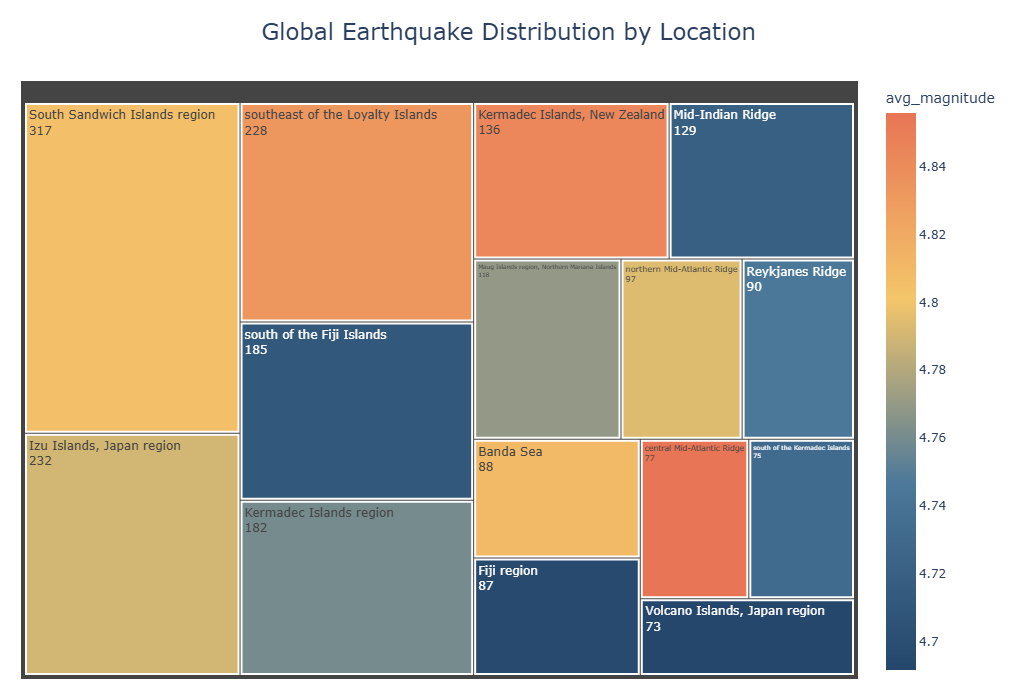 Global Earthquake Distribution by Location
South Sandwich Islands region
317
southeast of the Loyalty Islands
228
Kermadec Islands, New Zealand
136
Mid-Indian Ridge
129
Maug Islands region, Northern Mariana Islands
118
northern Mid-Atlantic Ridge
97
Reykjanes Ridge
90
south of the Fiji Islands
185
Izu Islands, Japan region
232
Kermadec Islands region
182
Banda Sea
88
central Mid-Atlantic Ridge
77
south of the Kermadec Islands
75
Fiji region
87
Volcano Islands, Japan region
73
avg_magnitude
4.84
4.82
4.8
4.78
4.76
4.74
4.72
4.7